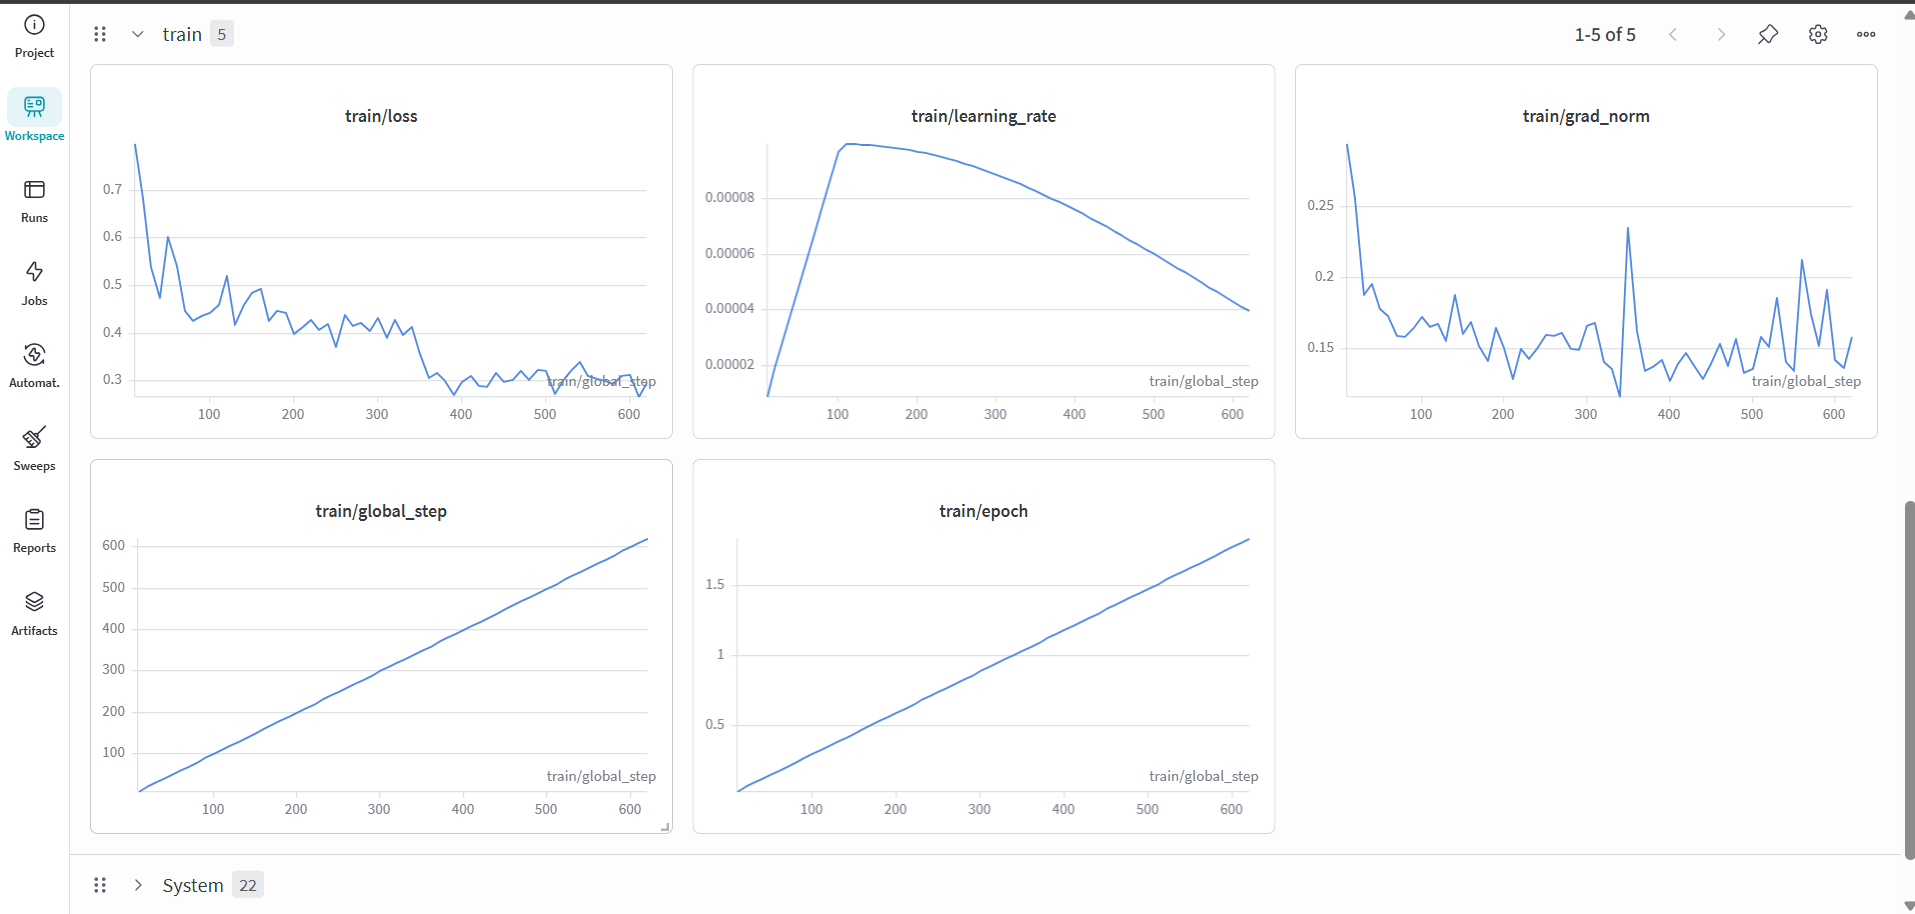 Project
Workspace
Runs
Jobs
Automat.
Sweeps
Reports
Artifacts
train 5
1-5 of 5
train/loss
0.7
0.6
0.5
0.4
0.3
train/global_step
100 200 300 400 500 600
train/learning_rate
0.00008
0.00006
0.00004
0.00002
train/global_step
100 200 300 400 500 600
train/grad_norm
0.25
0.2
0.15
train/global_step
100 200 300 400 500 600
train/global_step
600
500
400
300
200
100
train/global_step
100 200 300 400 500 600
train/epoch
1.5
1
0.5
train/global_step
100 200 300 400 500 600
System 22